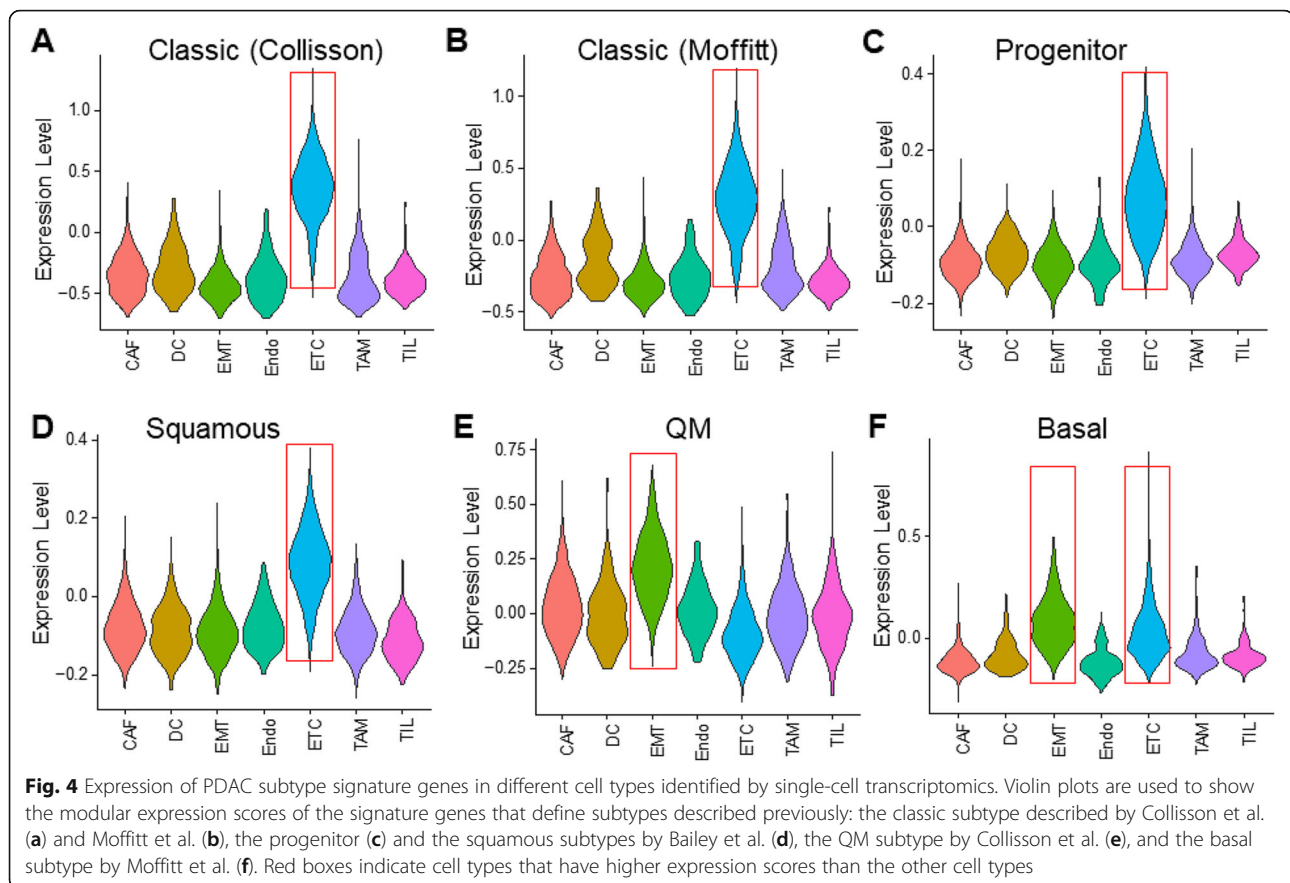 A
Classic (Collisson)
Expression Level
1.0
0.5
0.0
−0.5
CAF
DC
EMT
Endo
ETC
TAM
TIL
B
Classic (Moffitt)
Expression Level
1.0
0.5
0.0
−0.5
CAF
DC
EMT
Endo
ETC
TAM
TIL
C
Progenitor
Expression Level
0.4
0.2
0.0
−0.2
CAF
DC
EMT
Endo
ETC
TAM
TIL
D
Squamous
Expression Level
0.4
0.2
0.0
−0.2
CAF
DC
EMT
Endo
ETC
TAM
TIL
E
QM
Expression Level
0.75
0.50
0.25
0.00
−0.25
CAF
DC
EMT
Endo
ETC
TAM
TIL
F
Basal
Expression Level
0.5
0.0
CAF
DC
EMT
Endo
ETC
TAM
TIL
Fig. 4 Expression of PDAC subtype signature genes in different cell types identified by single-cell transcriptomics. Violin plots are used to show
the modular expression scores of the signature genes that define subtypes described previously: the classic subtype described by Collisson et al.
(a) and Moffitt et al. (b), the progenitor (c) and the squamous subtypes by Bailey et al. (d), the QM subtype by Collisson et al. (e), and the basal
subtype by Moffitt et al. (f). Red boxes indicate cell types that have higher expression scores than the other cell types